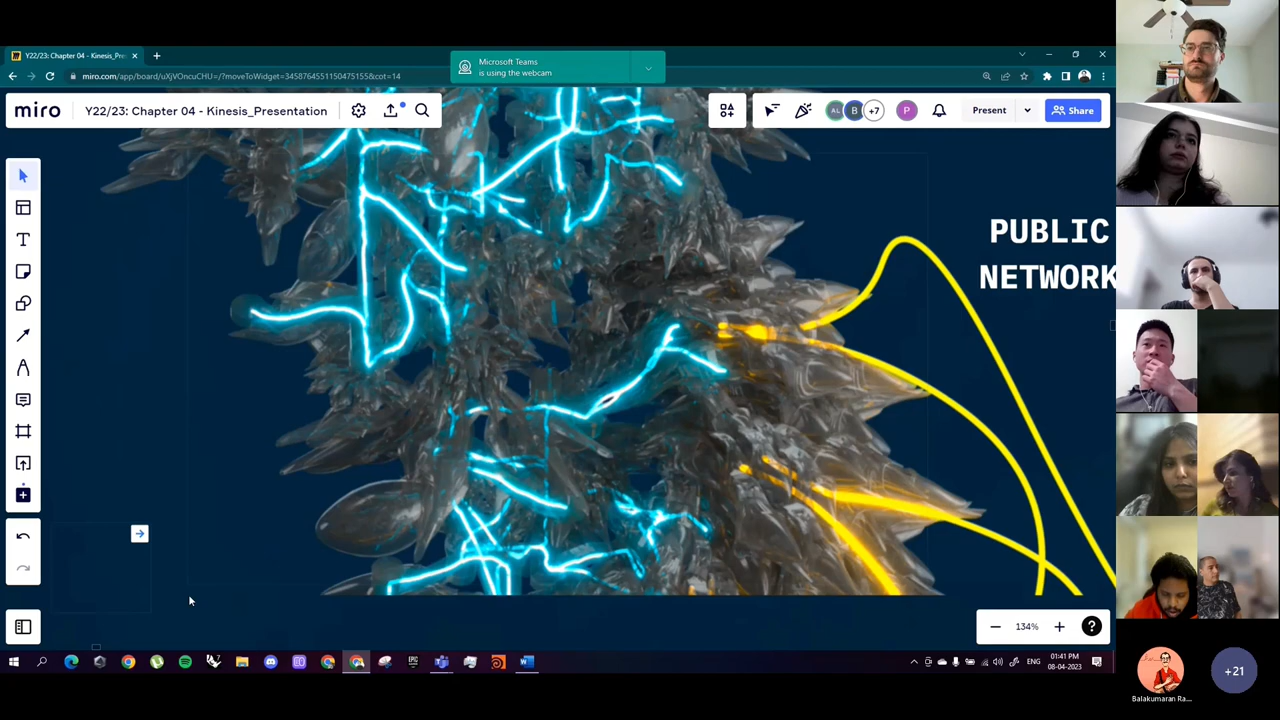 Y22/23: Chapter 04 - Kinesis_Pre
Microsoft Teams
is using the webcam
miro.com/app/board/uXjVOncuCHU=/?moveToWidget=3458764551150475155&cot=14
miro
Y22/23: Chapter 04 - Kinesis_Presentation
AL
B
+7
P
Present
Share
PUBLIC
NETWORK
134%
?
ENG
01:41 PM
08-04-2023
+21
Balakumaran Ra...